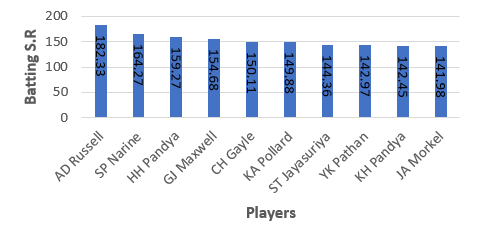 Batting S.R
200
150
100
50
0
182.33
164.27
159.27
154.68
150.11
149.88
144.36
142.97
142.45
141.98
AD Russell
SP Narine
HH Pandya
GJ Maxwell
CH Gayle
KA Pollard
ST Jayasuriya
YK Pathan
KH Pandya
JA Morkel
Players